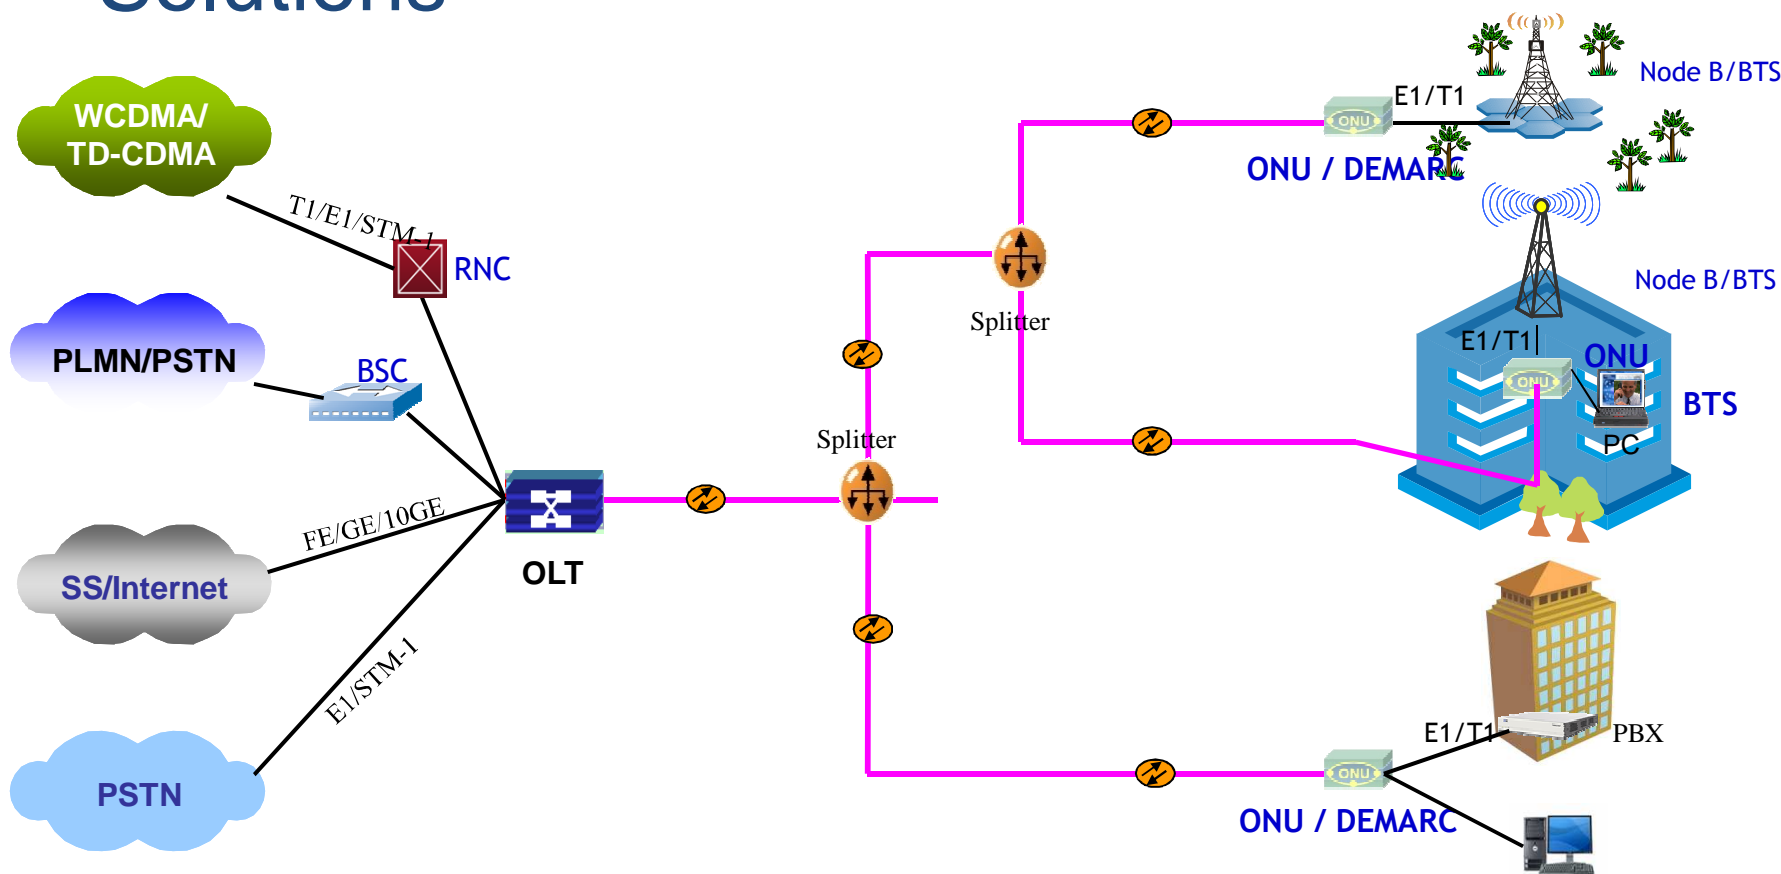 Solutions
WCDMA/
TD-CDMA
T1/E1/STM-1
RNC
PLMN/PSTN
BSC
SS/Internet
FE/GE/10GE
E1/STM-1
PSTN
OLT
Splitter
Splitter
ONU
E1/T1
Node B/BTS
ONU / DEMARC
Node B/BTS
E1/T1
ONU
ONU
BTS
PC
E1/T1
PBX
ONU
ONU / DEMARC